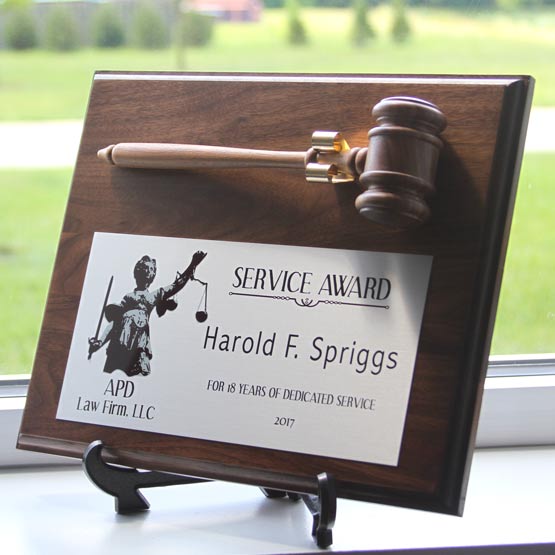 SERVICE AWARD
Harold F. Spriggs
FOR 18 YEARS OF DEDICATED SERVICE
2017
APD
Law Firm, LLC